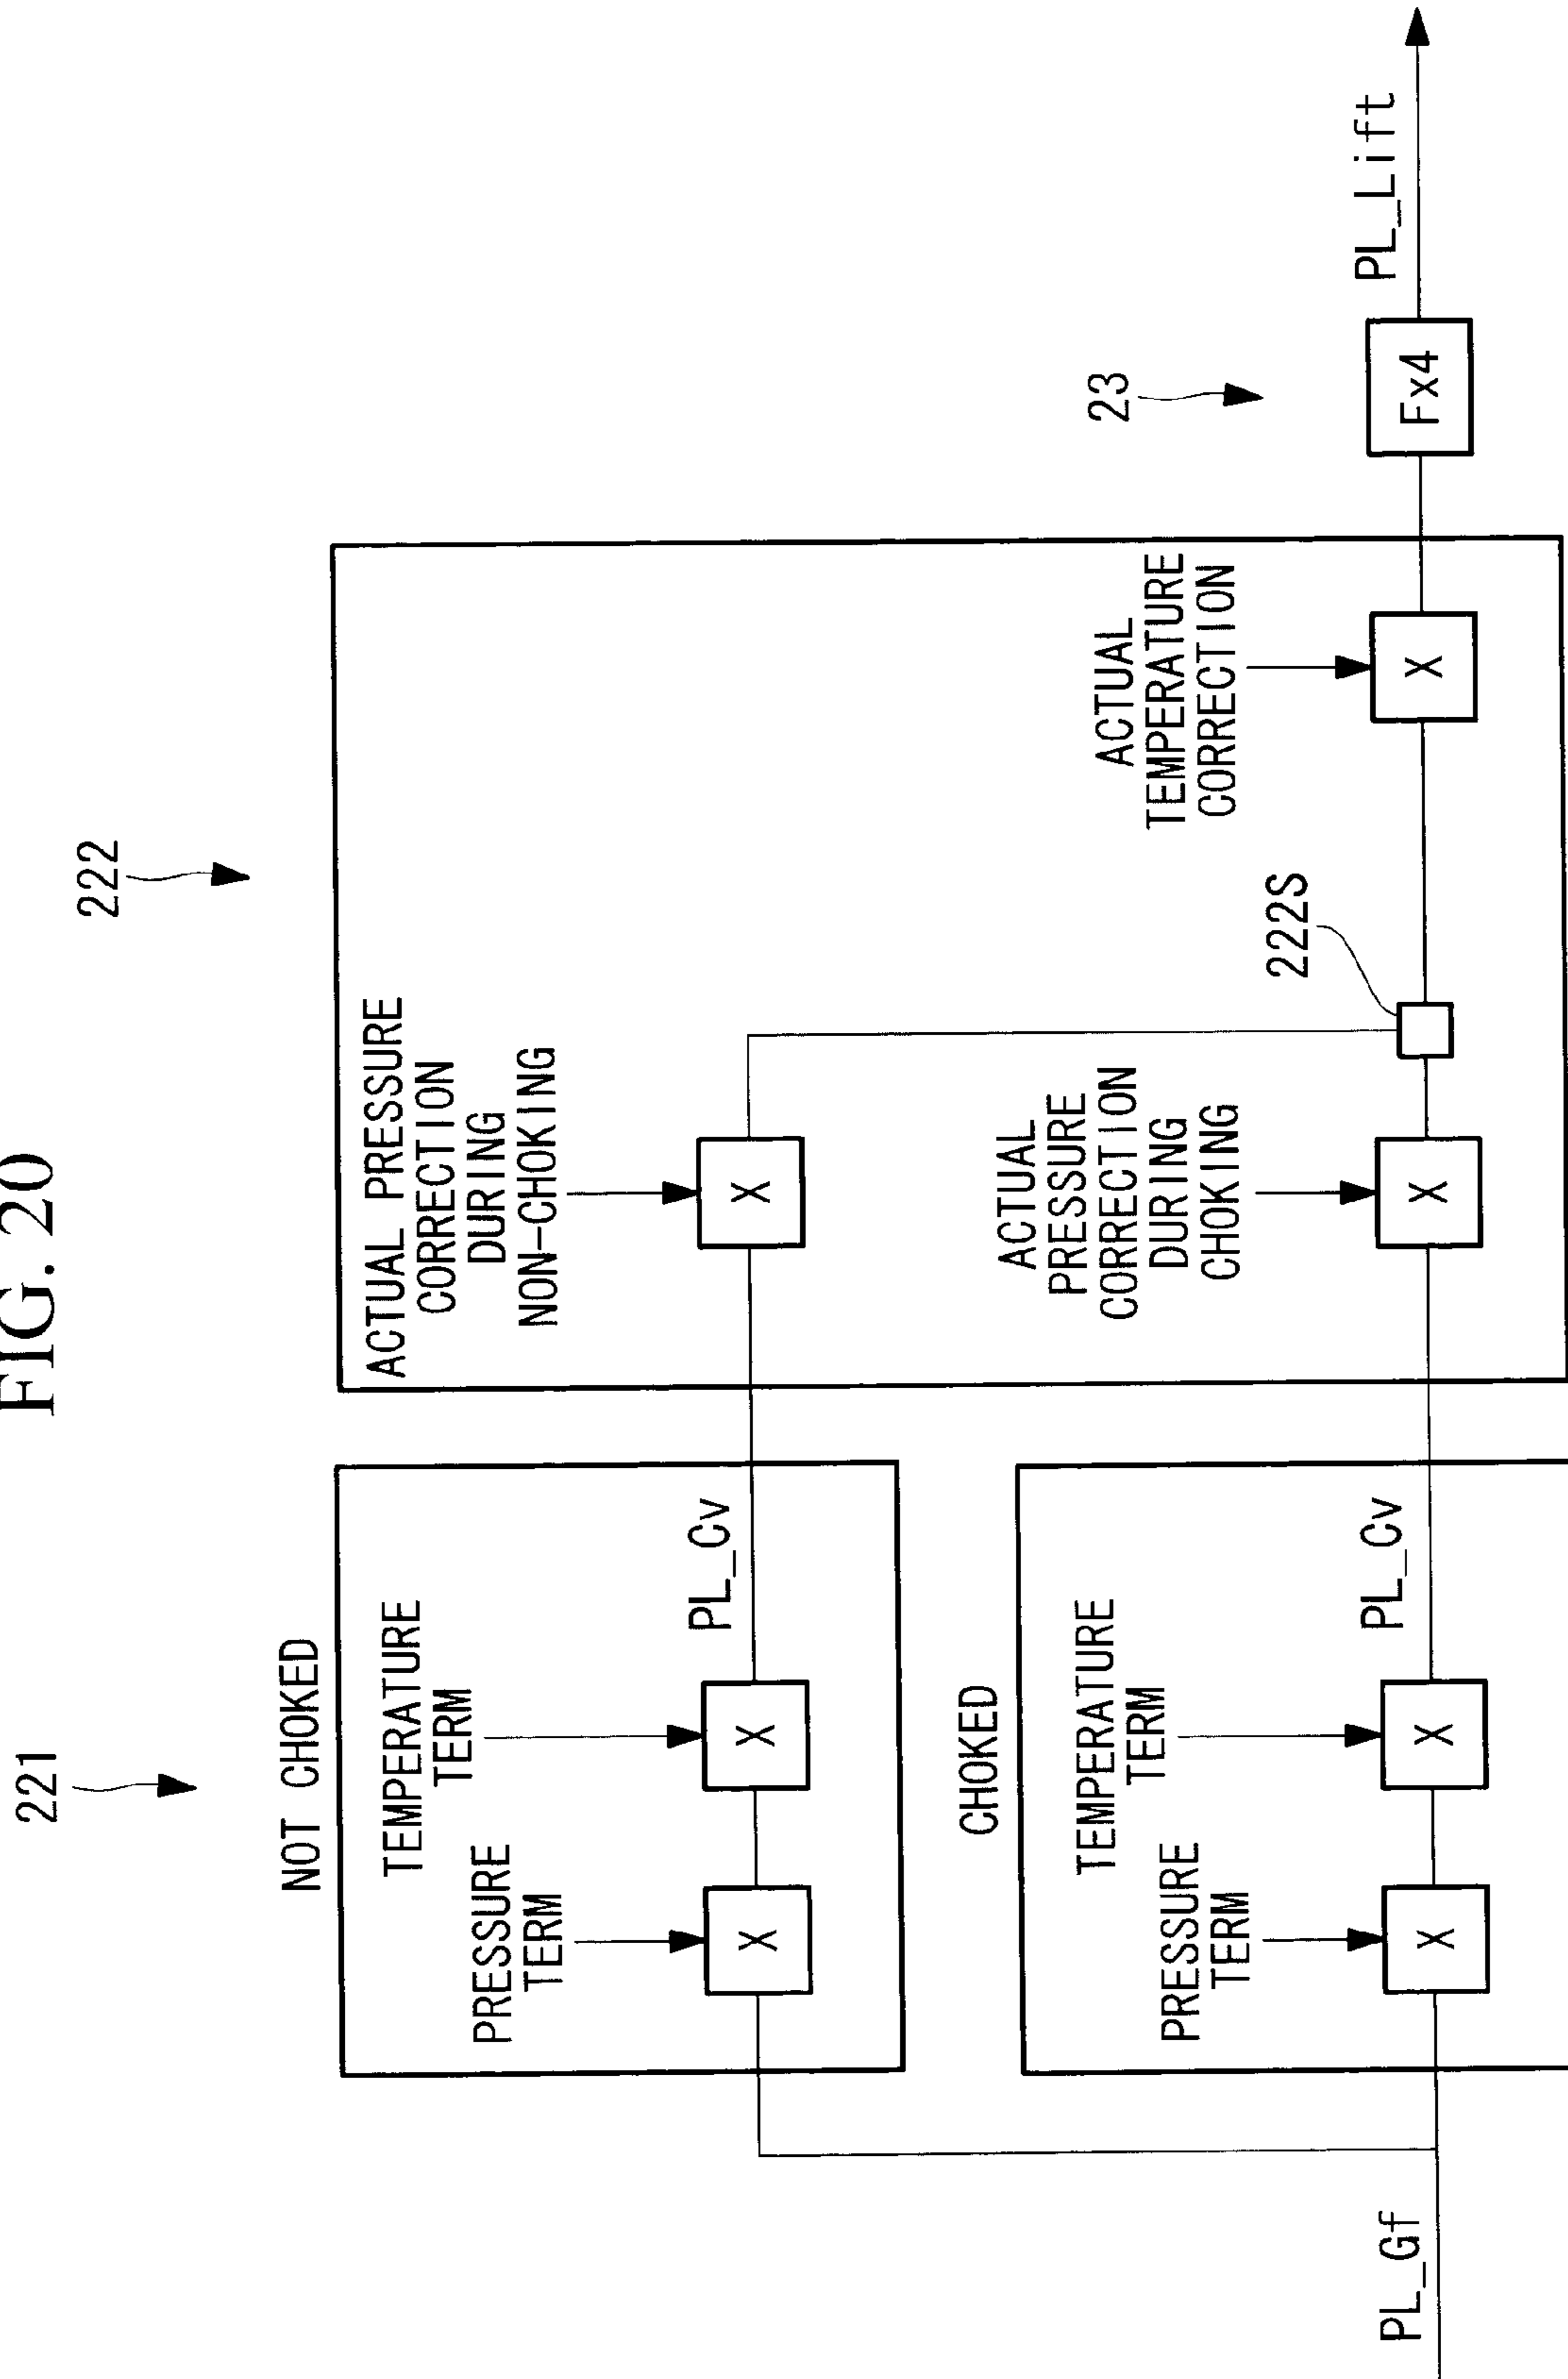 FIG. 20
221
222
23
NOT CHOKED
PRESSURE
TERM
TEMPERATURE
TERM
X
X
PL_Cv
ACTUAL PRESSURE
CORRECTION
DURING
NON-CHOKING
X
CHOKED
PRESSURE
TERM
TEMPERATURE
TERM
PL_Gf
X
X
PL_Cv
ACTUAL
PRESSURE
CORRECTION
DURING
CHOKING
X
222S
ACTUAL
TEMPERATURE
CORRECTION
X
Fx4
PL_Lift